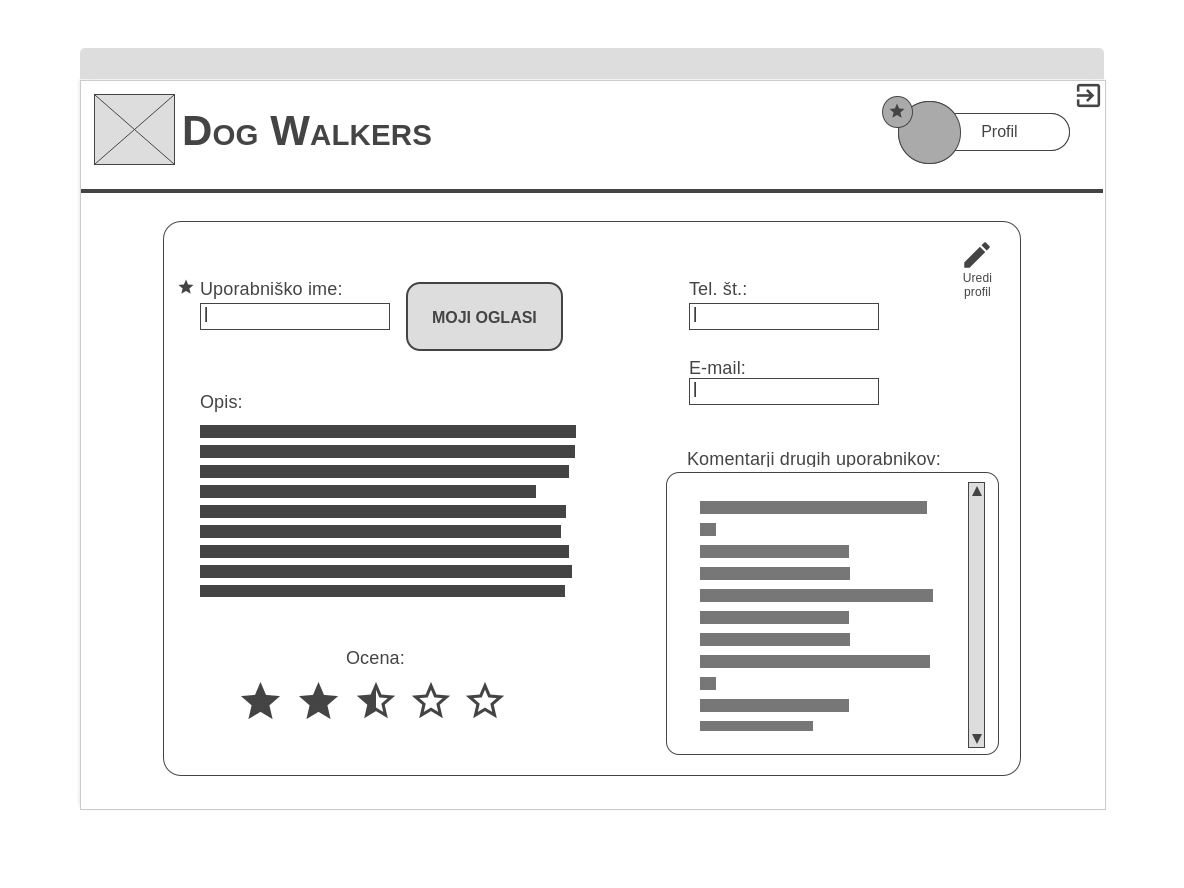 Dog Walkers
Profil
Uredi
profil
Uporabniško ime:
MOJI OGLASI
Tel. št.:
E-mail:
Opis:
Komentarji drugih uporabnikov:
Ocena: